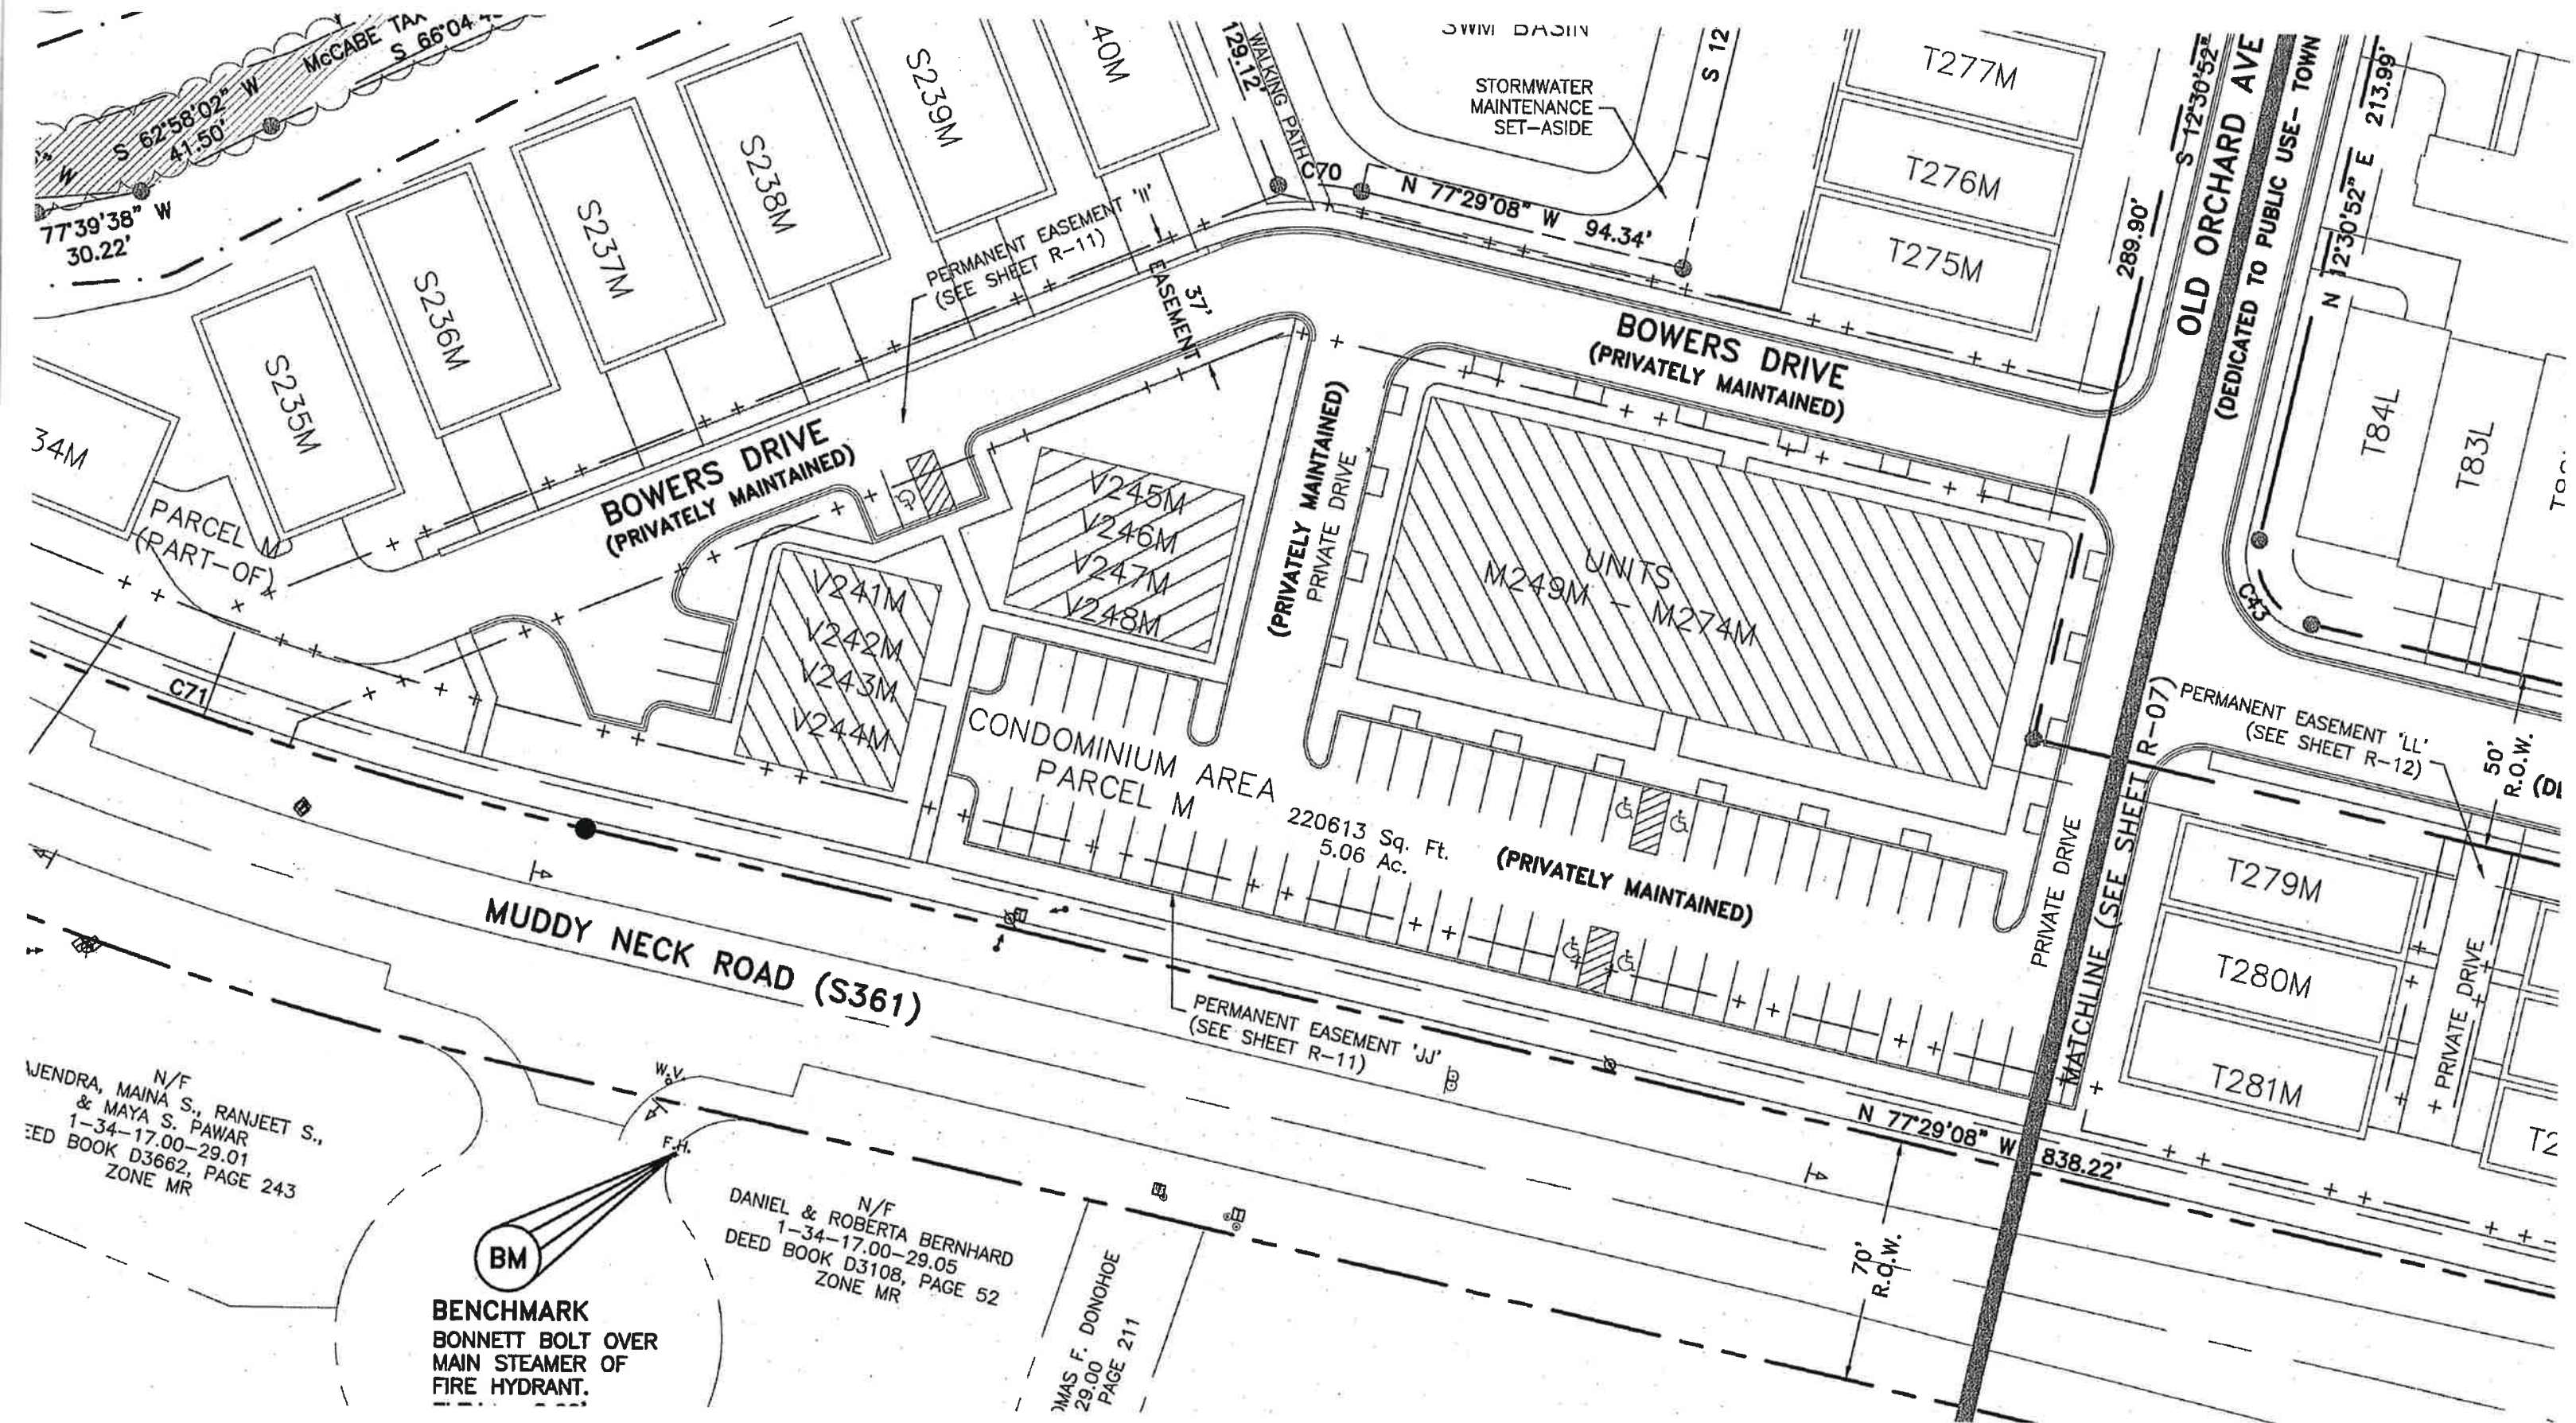 McCABE TAX
S 66°04'
S 62°58'02" W
41.50'
W
77°39'38" W
30.22'
S239M
40M
S238M
S237M
S236M
S235M
34M
129.12'
WALKING PATH
C70
SWM BASIN
STORMWATER
MAINTENANCE
SET-ASIDE
S 12
N 77°29'08" W 94.34'
T277M
T276M
T275M
289.90'
S 12°30'52"
OLD ORCHARD AVE
(DEDICATED TO PUBLIC USE- TOWN
213.99'
N 12°30'52" E
T84L
T83L
PERMANENT EASEMENT 'II'
(SEE SHEET R-11)
37'
EASEMENT
BOWERS DRIVE
(PRIVATELY MAINTAINED)
BOWERS DRIVE
(PRIVATELY MAINTAINED)
PARCEL M
(PART-OF)
(PRIVATELY MAINTAINED)
PRIVATE DRIVE
V245M
V246M
V247M
V248M
V241M
V242M
V243M
V244M
UNITS
M249M - M274M
C43
C71
CONDOMINIUM AREA
PARCEL M
220613 Sq. Ft.
5.06 Ac.
(PRIVATELY MAINTAINED)
PRIVATE DRIVE
MATCHLINE (SEE SHEET R-07)
PERMANENT EASEMENT 'LL'
(SEE SHEET R-12)
50'
R.O.W.
T279M
T280M
T281M
PRIVATE DRIVE
MUDDY NECK ROAD (S361)
PERMANENT EASEMENT 'JJ'
(SEE SHEET R-11)
N 77°29'08" W 838.22'
70'
R.O.W.
N/F
JENDRA, MAINA S., RANJEET S.,
& MAYA S. PAWAR
1-34-17.00-29.01
EED BOOK D3662, PAGE 243
ZONE MR
W.V.
F.H.
BM
BENCHMARK
BONNETT BOLT OVER
MAIN STEAMER OF
FIRE HYDRANT.
N/F
DANIEL & ROBERTA BERNHARD
1-34-17.00-29.05
DEED BOOK D3108, PAGE 52
ZONE MR
MAS F. DONOHOE
29.00
PAGE 211